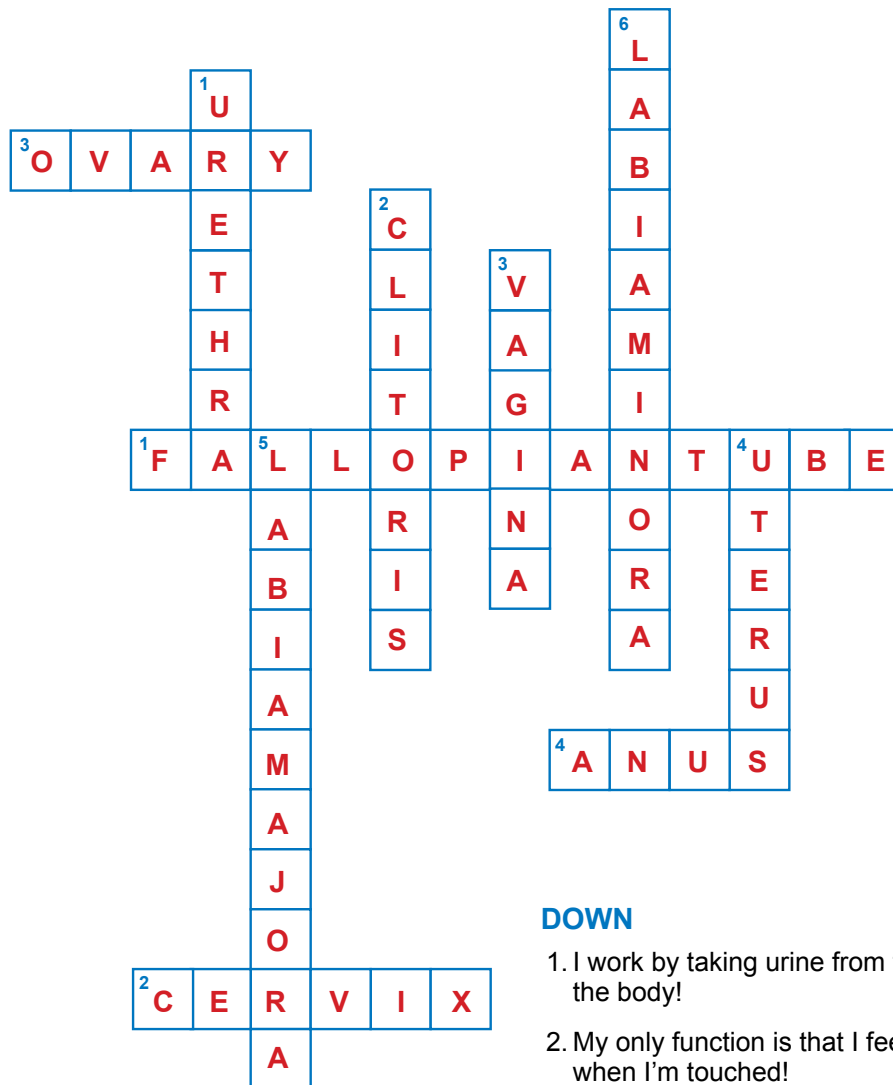 6
L
1
U
A
3 O V A R Y
B
E
2
C
I
T
L
3
V
A
H
I
A
M
R
T
G
I
1 F A 5 L L O P I A N T 4 U B E
A
R
N
O
T
B
I
A
R
E
I
S
A
R
A
U
M
4 A N U S
A
J
DOWN
O
1. I work by taking urine from
2 C E R V I X
the body!
2. My only function is that I
A
when I'm touched!